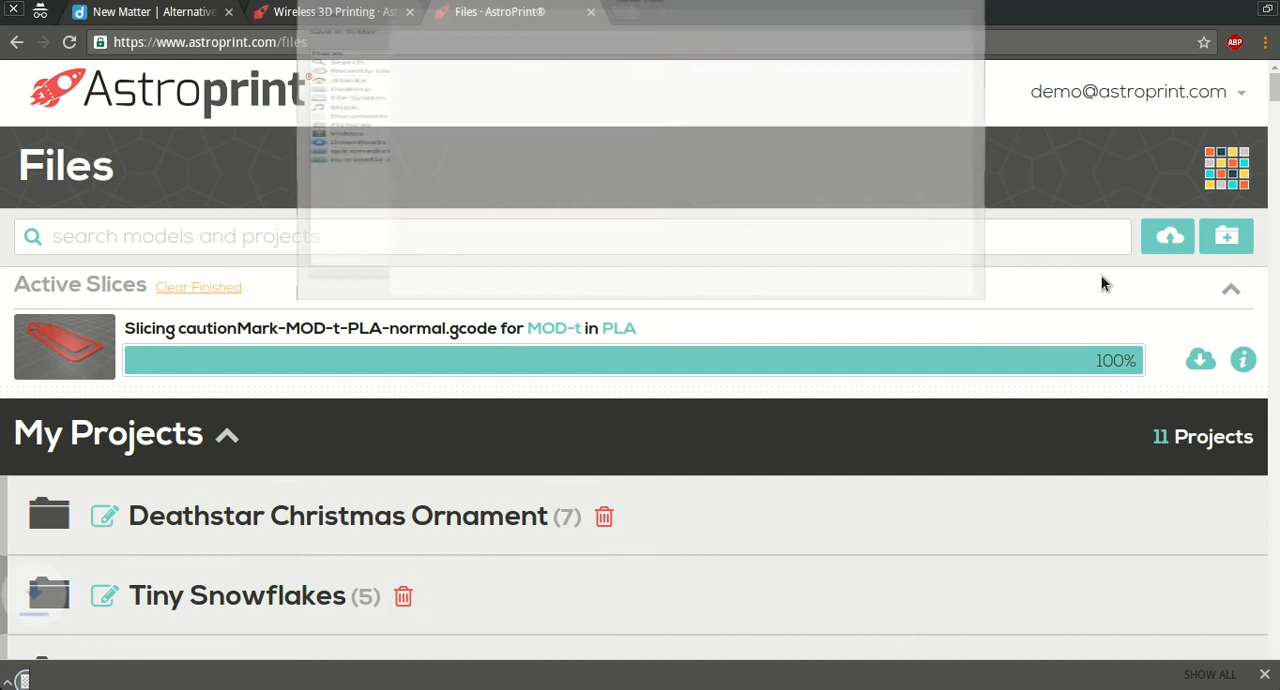 New Matter | Alternative
Wireless 3D Printing · As
Files · AstroPrint®
https://www.astroprint.com/files
ABP
Astroprint®
demo@astroprint.com
Files
search models and projects
Active Slices Clear Finished
Slicing cautionMark-MOD-t-PLA-normal.gcode for MOD-t in PLA
100%
My Projects
11 Projects
Deathstar Christmas Ornament (7)
Tiny Snowflakes (5)
SHOW ALL